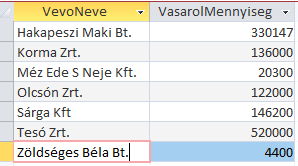 VevoNeve VasarolMennyiseg
Hakapeszi Maki Bt. 330147
Korma Zrt. 136000
Méz Ede S Neje Kft. 20300
Olcsón Zrt. 122000
Sárga Kft 146200
Tesó Zrt. 520000
Zöldséges Béla Bt. 4400